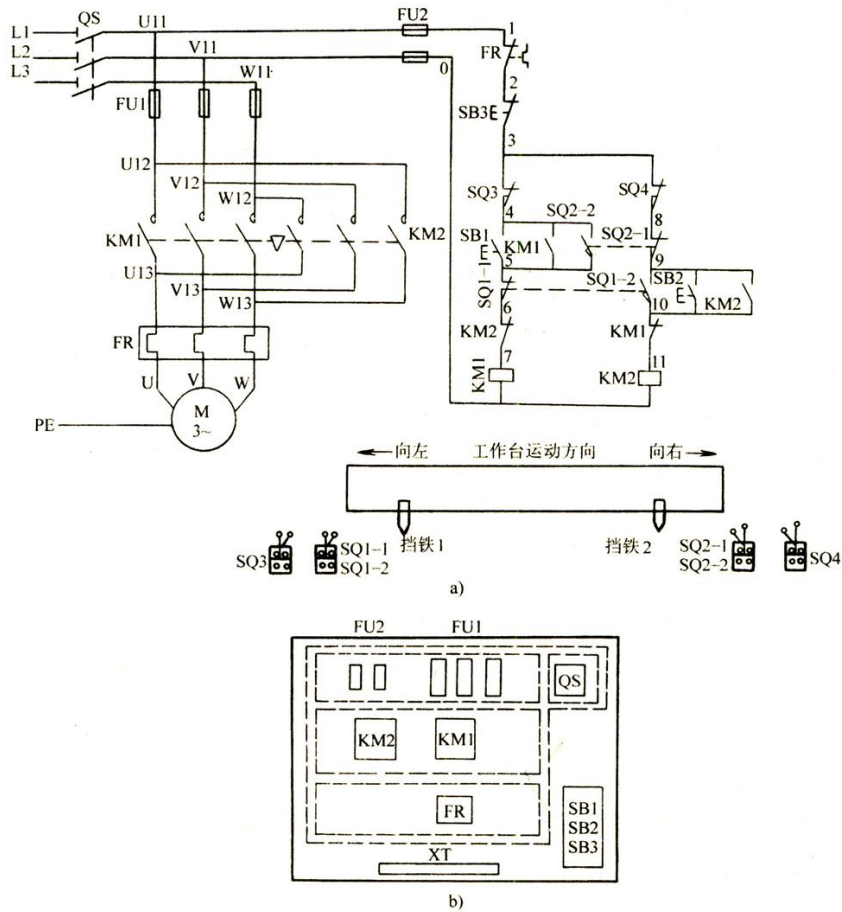 L1
L2
L3
QS
U11
V11
W11
FU1
FU2
0
1
FR
2
SB3
3
U12
V12
W12
KM1
KM2
U13
V13
W13
FR
U
V
W
M
3~
PE
SQ3
SQ4
4
SQ2-2
8
SB1
KM1
SQ2-1
5
9
SQ1-1
SQ1-2
SB2
6
10
KM2
KM1
KM2
7
11
KM1
KM2
向左
工作台运动方向
向右
挡铁1
挡铁2
SQ3
SQ1-1
SQ1-2
SQ2-1
SQ2-2
SQ4
a)
FU2
FU1
QS
KM2
KM1
FR
SB1
SB2
SB3
XT
b)